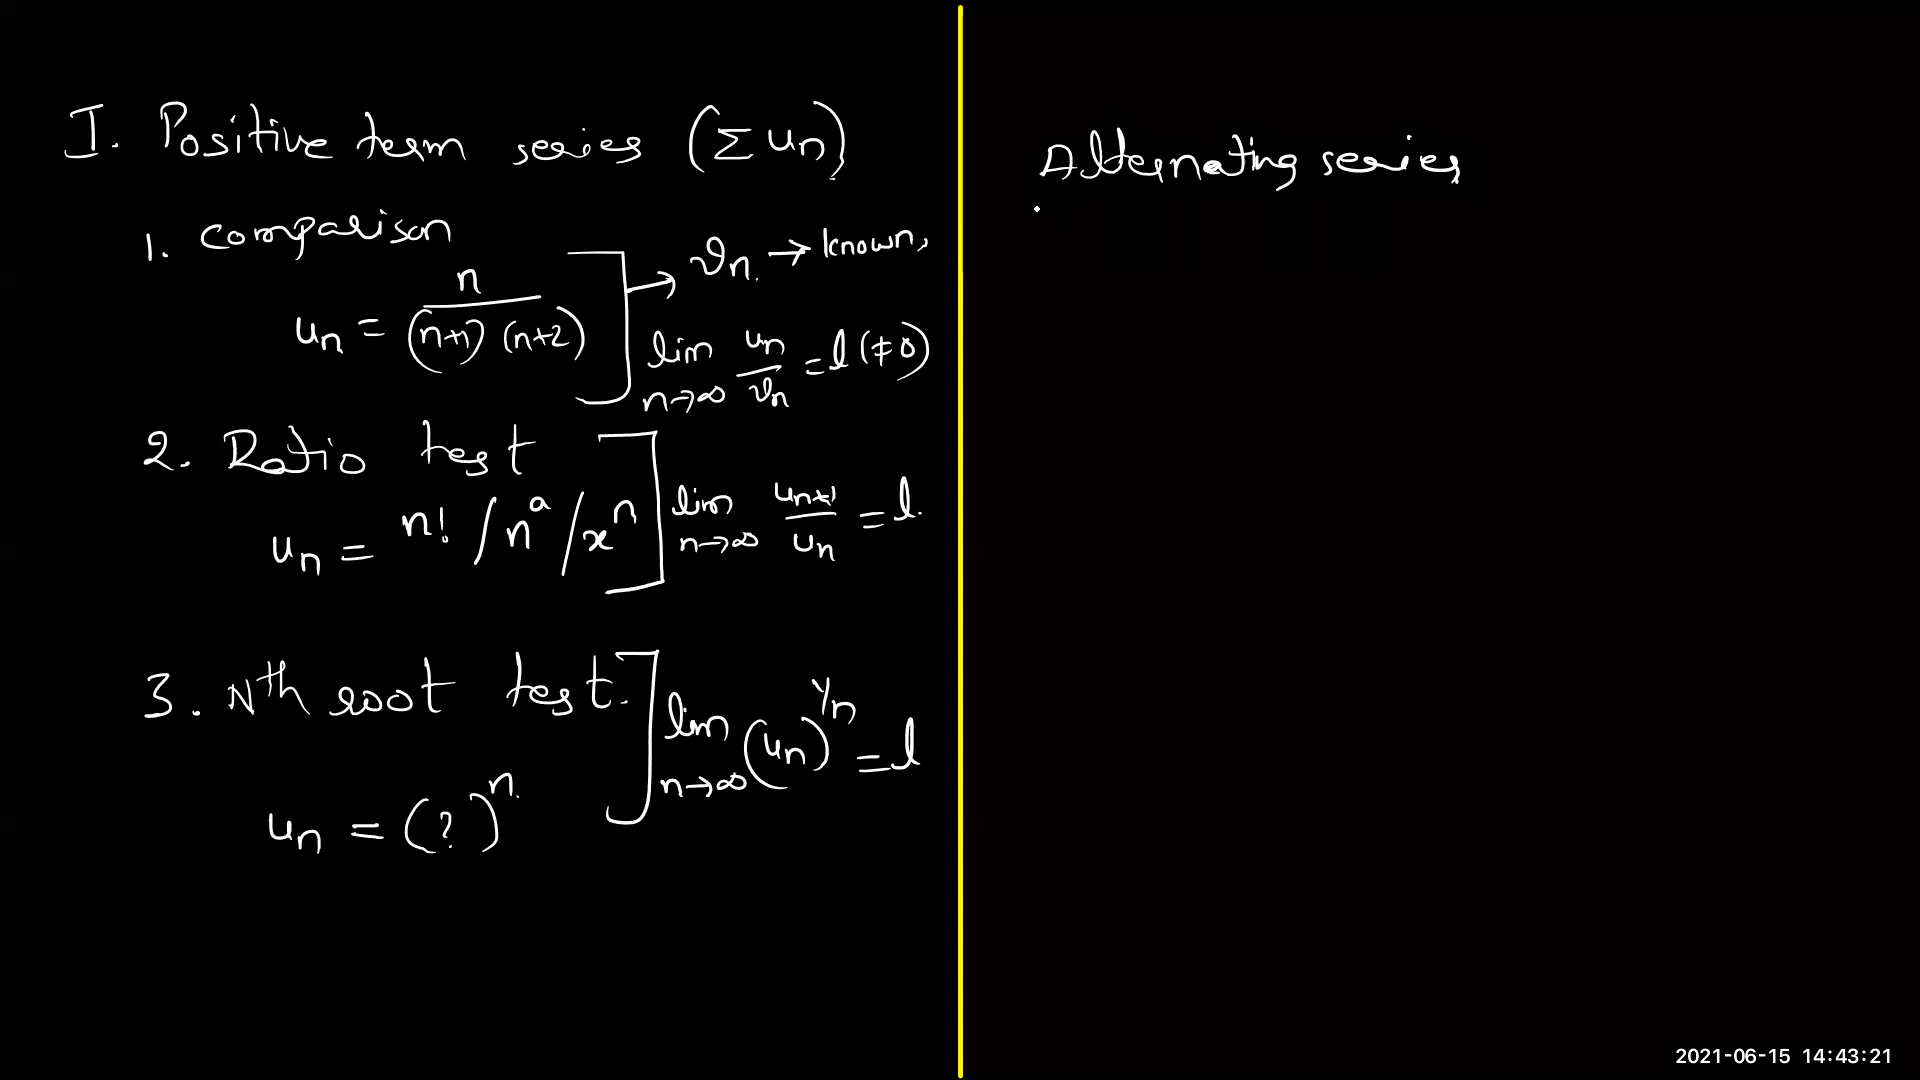 I. Positive term series (Σ un)
1. Comparison
un = n / (n+1) (n+2) → vn. → known,
lim n→∞ un / vn = l (≠ 0)
2. Ratio test
un = n! / n^a / x^n lim n→∞ un+1 / un = l.
3. Nth root test.
lim n→∞ (un)^1/n = l
un = (?)^n.
Alternating series
2021-06-15 14:43:21